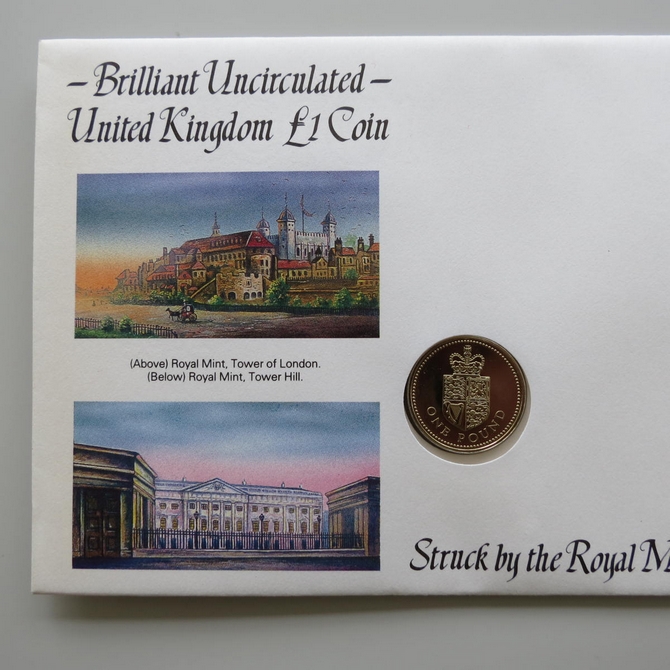 – Brilliant Uncirculated –
United Kingdom £1 Coin
(Above) Royal Mint, Tower of London.
(Below) Royal Mint, Tower Hill.
ONE POUND
Struck by the Royal M